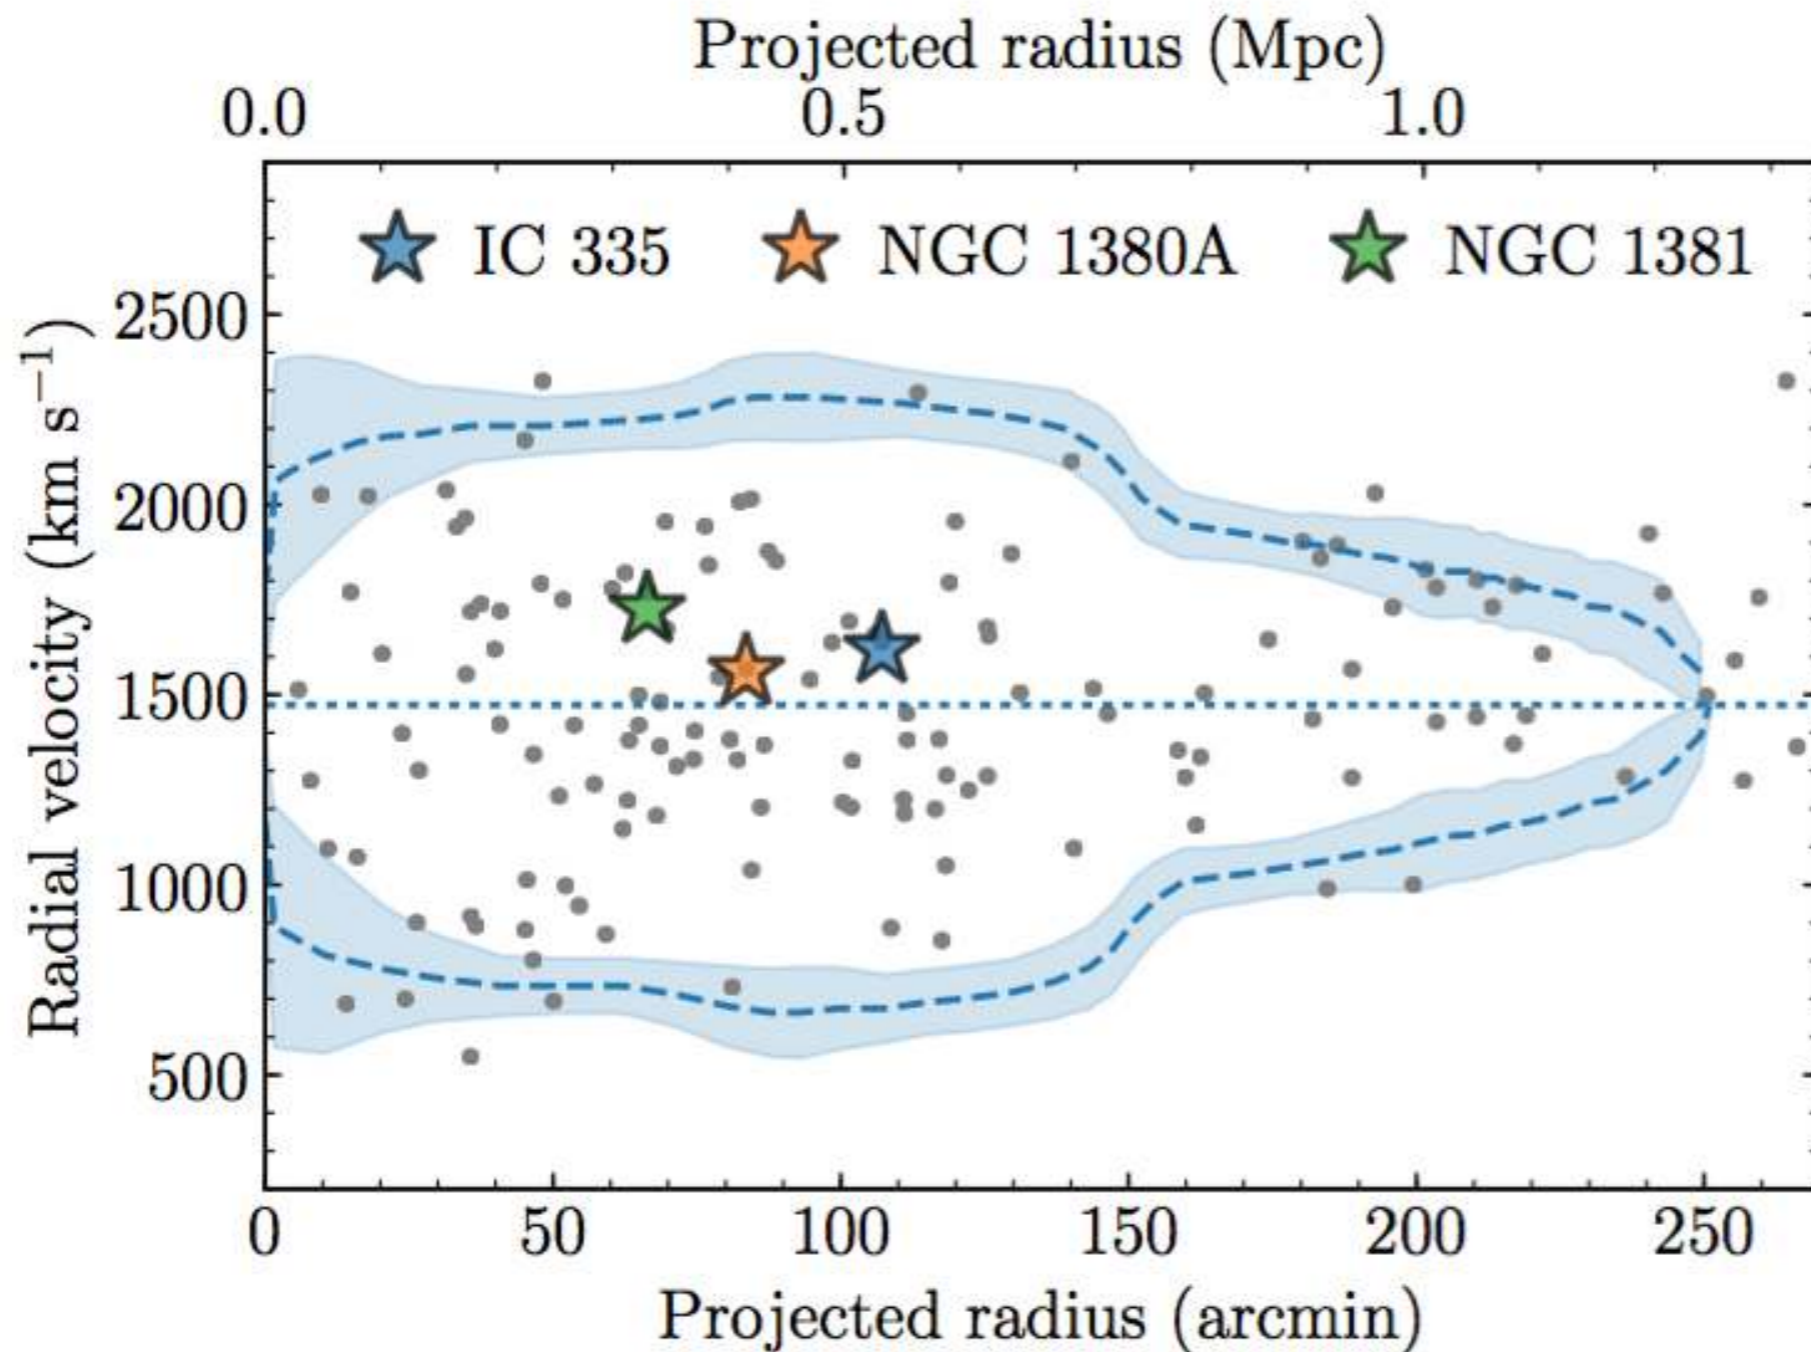 Projected radius (Mpc)
0.0 0.5 1.0
IC 335 NGC 1380A NGC 1381
Radial velocity (km s⁻¹)
2500
2000
1500
1000
500
0 50 100 150 200 250
Projected radius (arcmin)